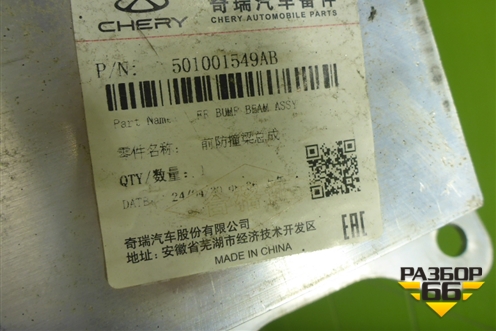 奇瑞汽车备件
CHERY
CHERY AUTOMOBILE PARTS
P/N: 501001549AB
Part Name: FR BUMP BEAM ASSY
零件名称: 前防撞梁总成
QTY/数量: 1
DATE
奇瑞汽车股份有限公司
地址: 安徽省芜湖市经济技术开发区
MADE IN CHINA
EAC
РАЗБОР
66